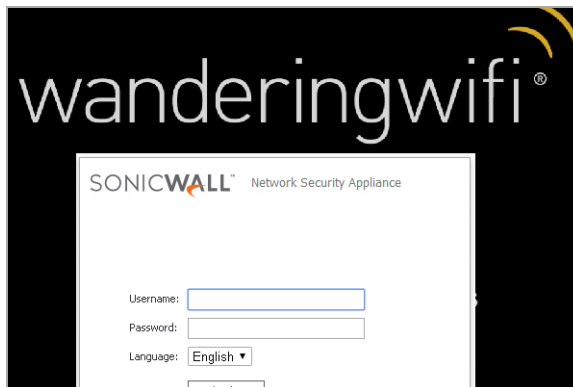 wanderingwifi®
SONICWALL™ Network Security Appliance
Username:
Password:
Language: English ▼